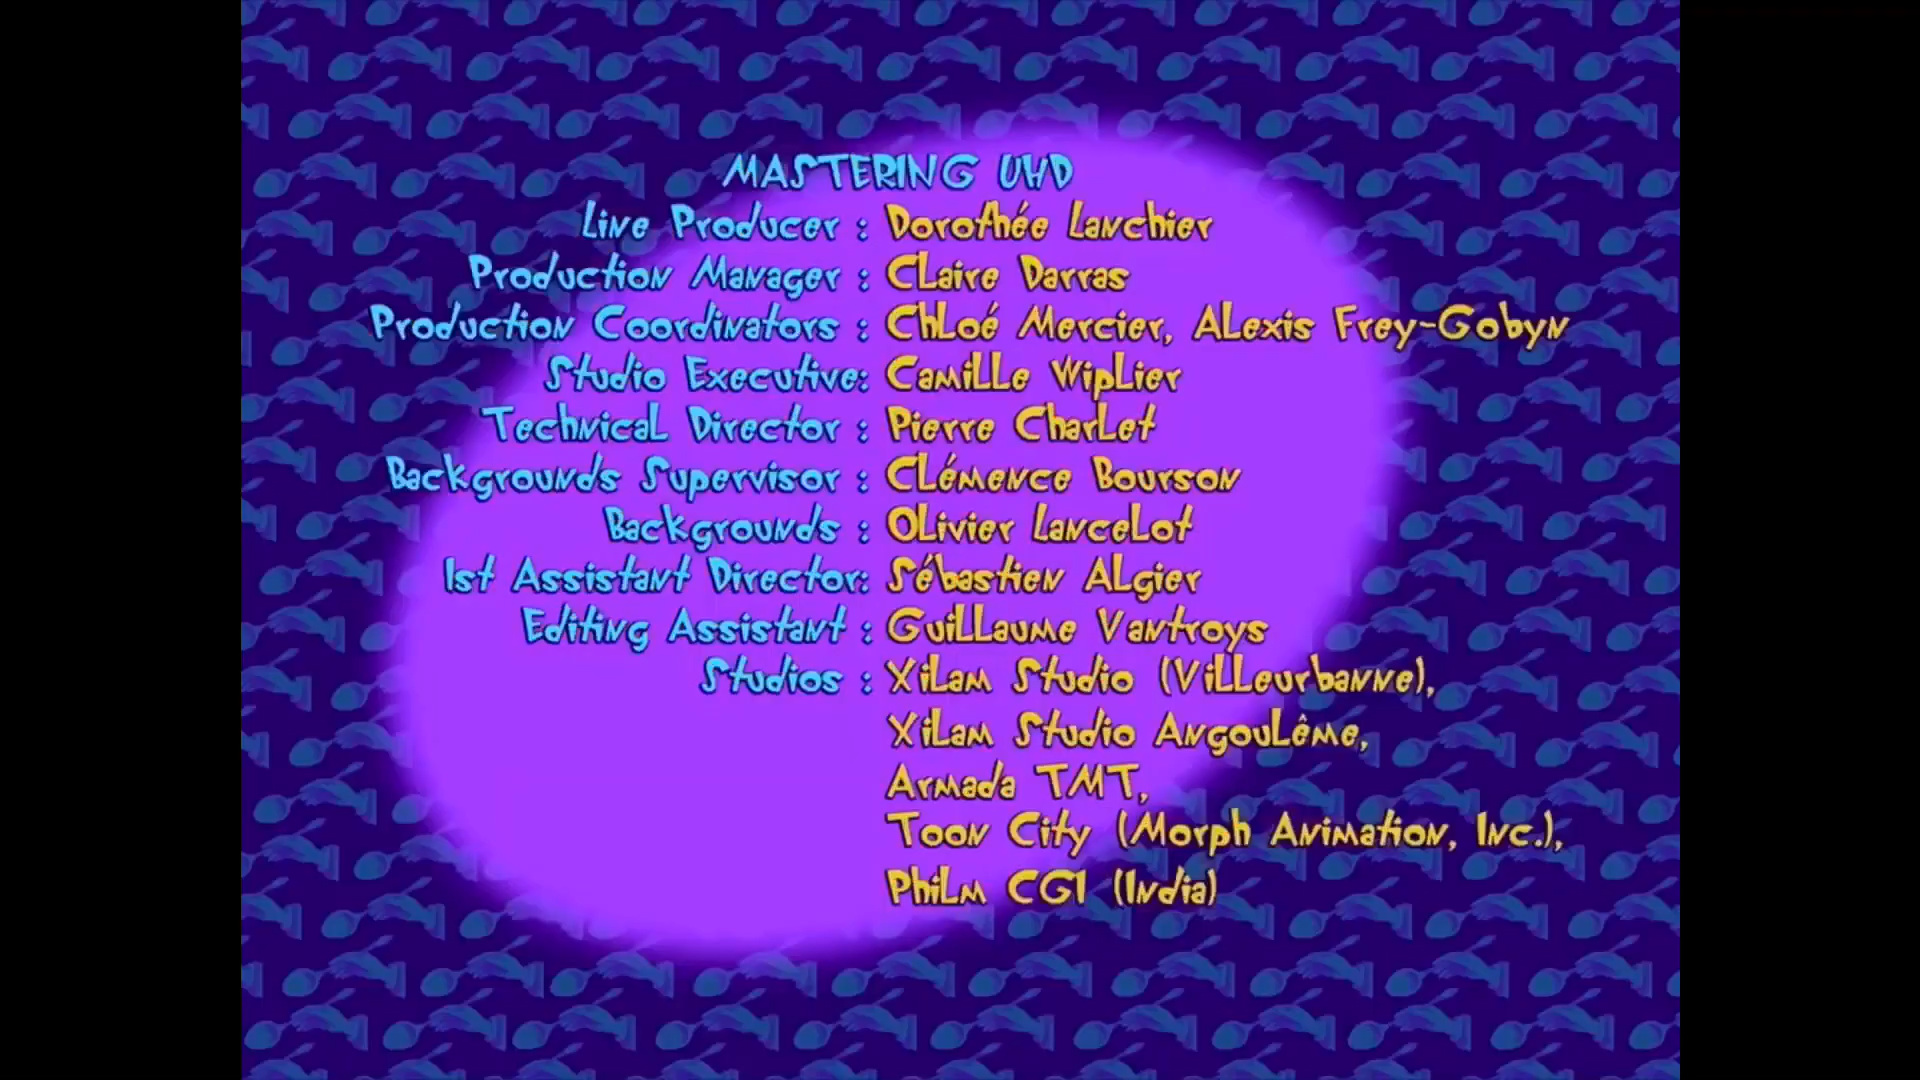 MASTERING UHD
Live Producer : Dorothée Lanchier
Production Manager : Claire Darras
Production Coordinators : Chloé Mercier, Alexis Frey-Gobyn
Studio Executive: Camille Wiplier
Technical Director : Pierre Charlet
Backgrounds Supervisor : Clémence Bourson
Backgrounds : Olivier Lancelot
1st Assistant Director: Sébastien Algier
Editing Assistant : Guillaume Vantroys
Studios : Xilam Studio (Villeurbanne),
Xilam Studio Angoulême,
Armada TMT,
Toon City (Morph Animation, Inc.),
Philm CGI (India)